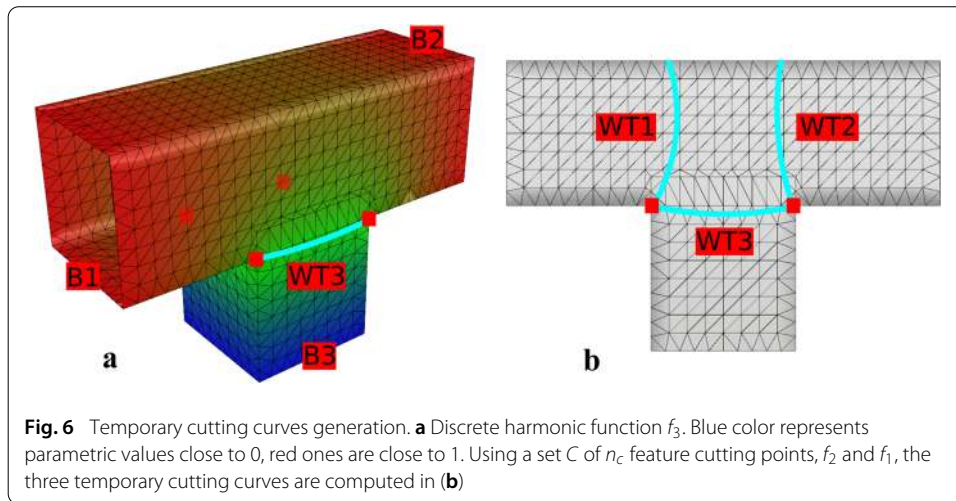 B2
B1
WT3
B3
a
WT1
WT2
WT3
b
Fig. 6 Temporary cutting curves generation. a Discrete harmonic function f₃. Blue color represents
parametric values close to 0, red ones are close to 1. Using a set C of n_c feature cutting points, f₂ and f₁, the
three temporary cutting curves are computed in (b)